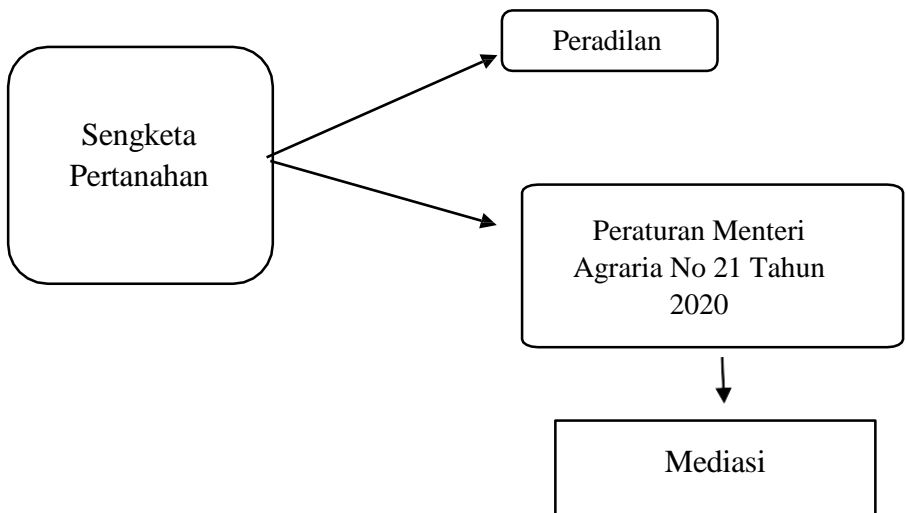 Peradilan
Sengketa
Pertanahan
Peraturan Menteri
Agraria No 21 Tahun
2020
Mediasi